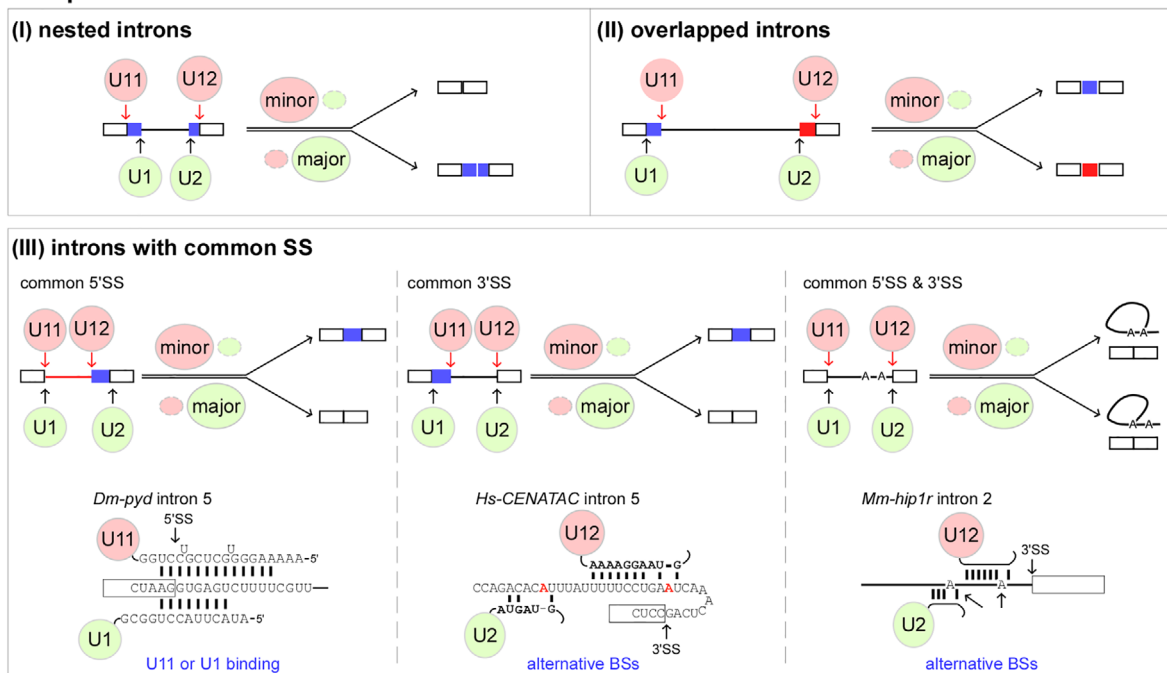 (I) nested introns
U11
U12
U1
U2
minor
major
(II) overlapped introns
U11
U12
U1
U2
minor
major
(III) introns with common SS
common 5'SS
U11
U12
U1
U2
minor
major
common 3'SS
U11
U12
U1
U2
minor
major
common 5'SS & 3'SS
U11
U12
A A
U1
U2
minor
major
A A
A A
Dm-pyd intron 5
5'SS
U11
U U
GGUCCGCUCGGGGAAAAA-5'
CUAAGGUGAGUCUUUUCGUU
GCGGUCCAUUCAUA-5'
U1
U11 or U1 binding
Hs-CENATAC intron 5
U12
AAAAGGAAU-G
CCAGACACAUUUAUUUUUCCUGAAUCAAACUCAGCCUC
AUGAU-G
U2
3'SS
alternative BSs
Mm-hip1r intron 2
U12
3'SS
A A
U2
alternative BSs